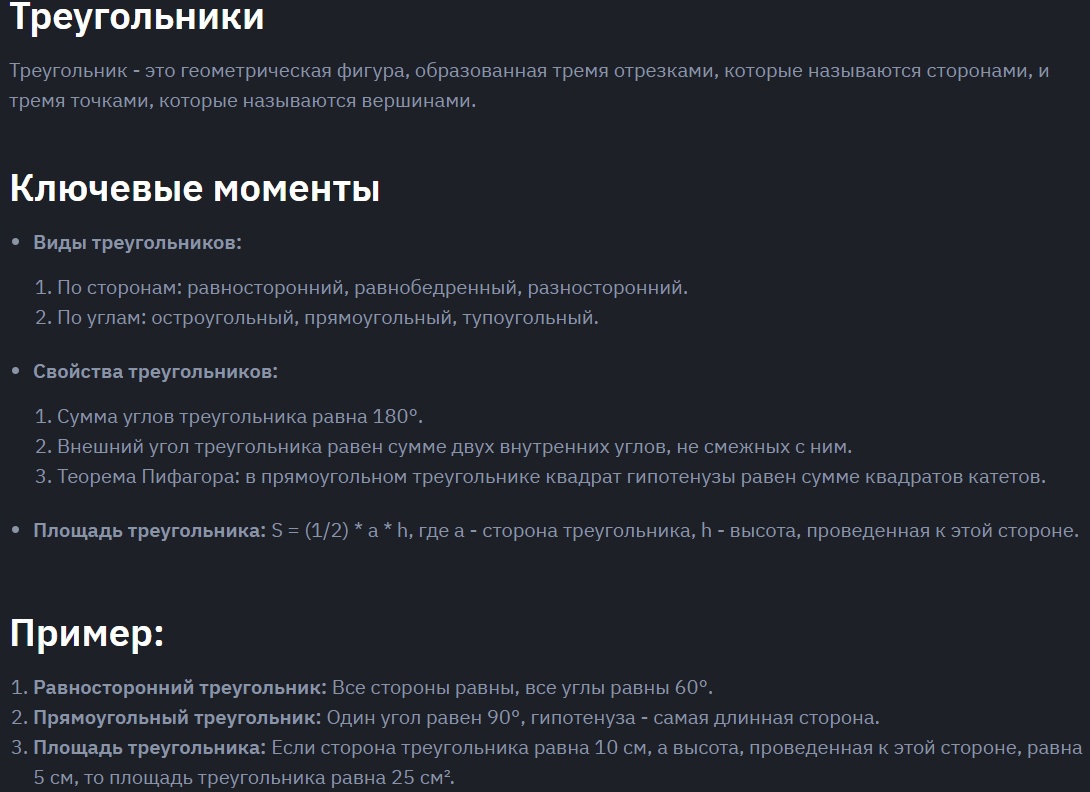 Треугольники
Треугольник - это геометрическая фигура, образованная тремя отрезками, которые называются сторонами, и
тремя точками, которые называются вершинами.
Ключевые моменты
• Виды треугольников:
1. По сторонам: равносторонний, равнобедренный, разносторонний.
2. По углам: остроугольный, прямоугольный, тупоугольный.
• Свойства треугольников:
1. Сумма углов треугольника равна 180°.
2. Внешний угол треугольника равен сумме двух внутренних углов, не смежных с ним.
3. Теорема Пифагора: в прямоугольном треугольнике квадрат гипотенузы равен сумме квадратов катетов.
• Площадь треугольника: S = (1/2) * a * h, где a - сторона треугольника, h - высота, проведенная к этой стороне.
Пример:
1. Равносторонний треугольник: Все стороны равны, все углы равны 60°.
2. Прямоугольный треугольник: Один угол равен 90°, гипотенуза - самая длинная сторона.
3. Площадь треугольника: Если сторона треугольника равна 10 см, а высота, проведенная к этой стороне, равна
5 см, то площадь треугольника равна 25 см².